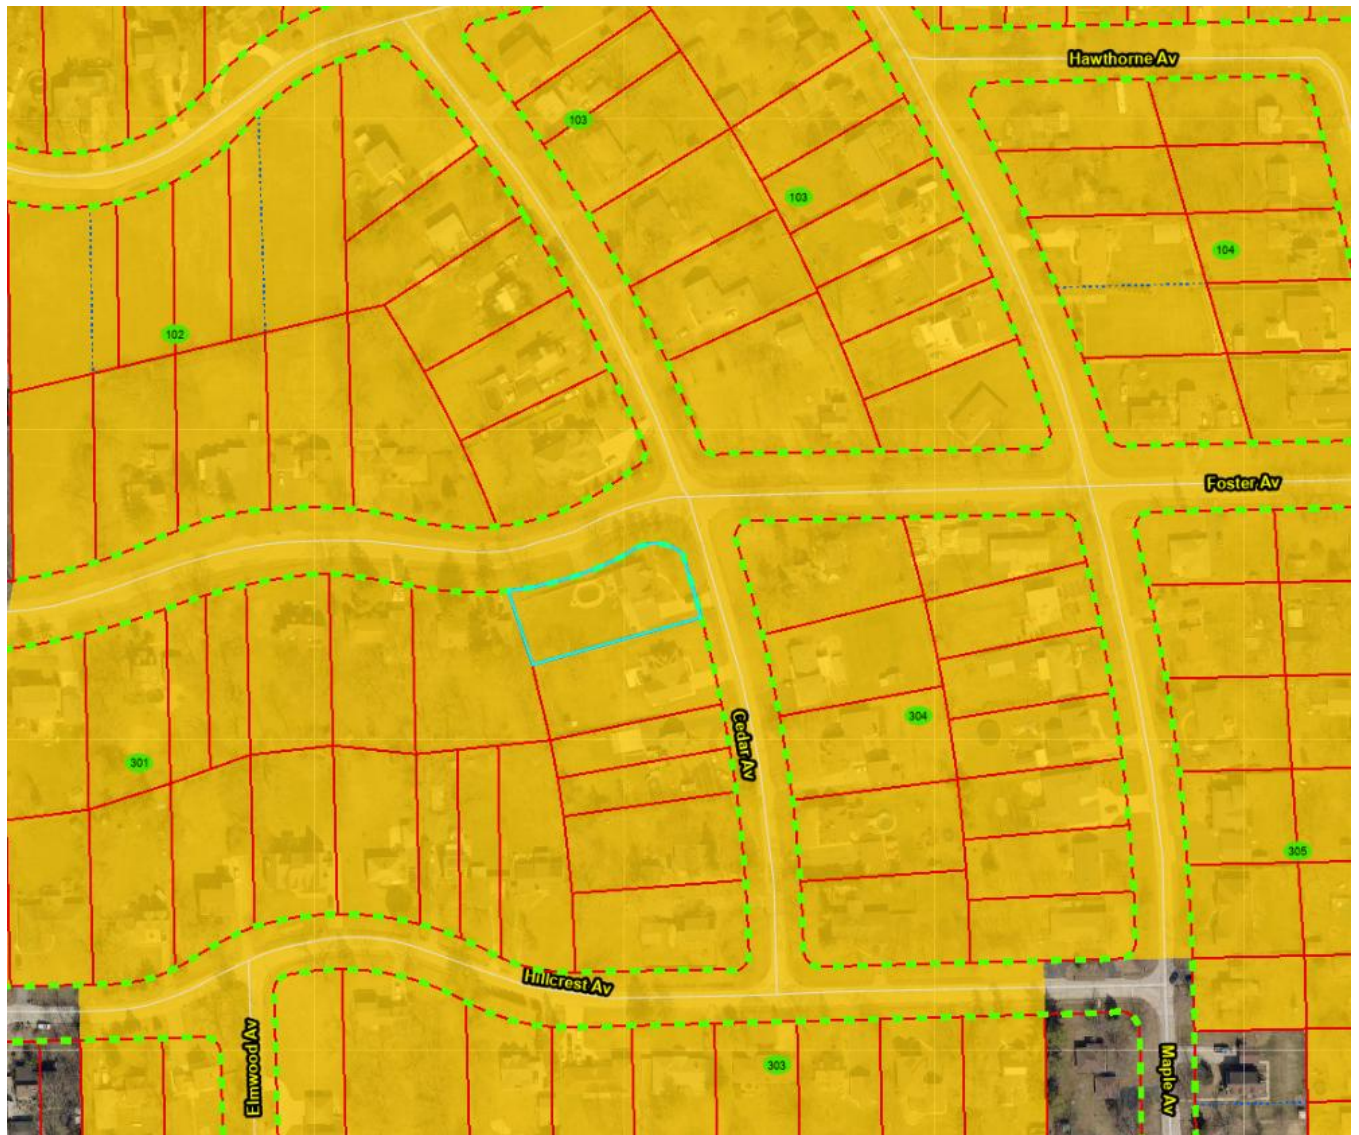 Hawthorne Av
103
103
104
102
Foster Av
304
Cedar Av
301
305
Hillcrest Av
303
Elmwood Av
Maple Av